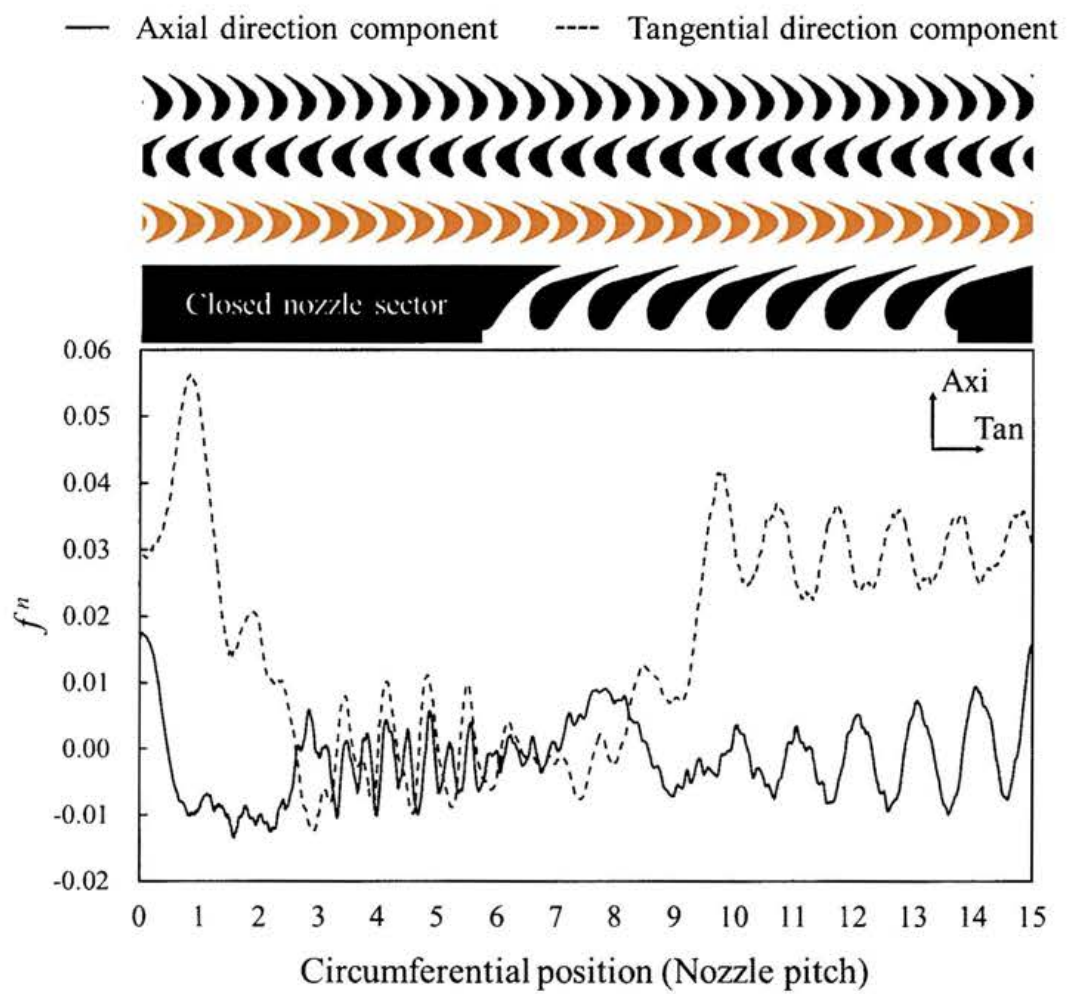 Axial direction component Tangential direction component
Closed nozzle sector
0.06
0.05
0.04
0.03
0.02
0.01
0.00
-0.01
-0.02
f^n
Axi
Tan
0 1 2 3 4 5 6 7 8 9 10 11 12 13 14 15
Circumferential position (Nozzle pitch)